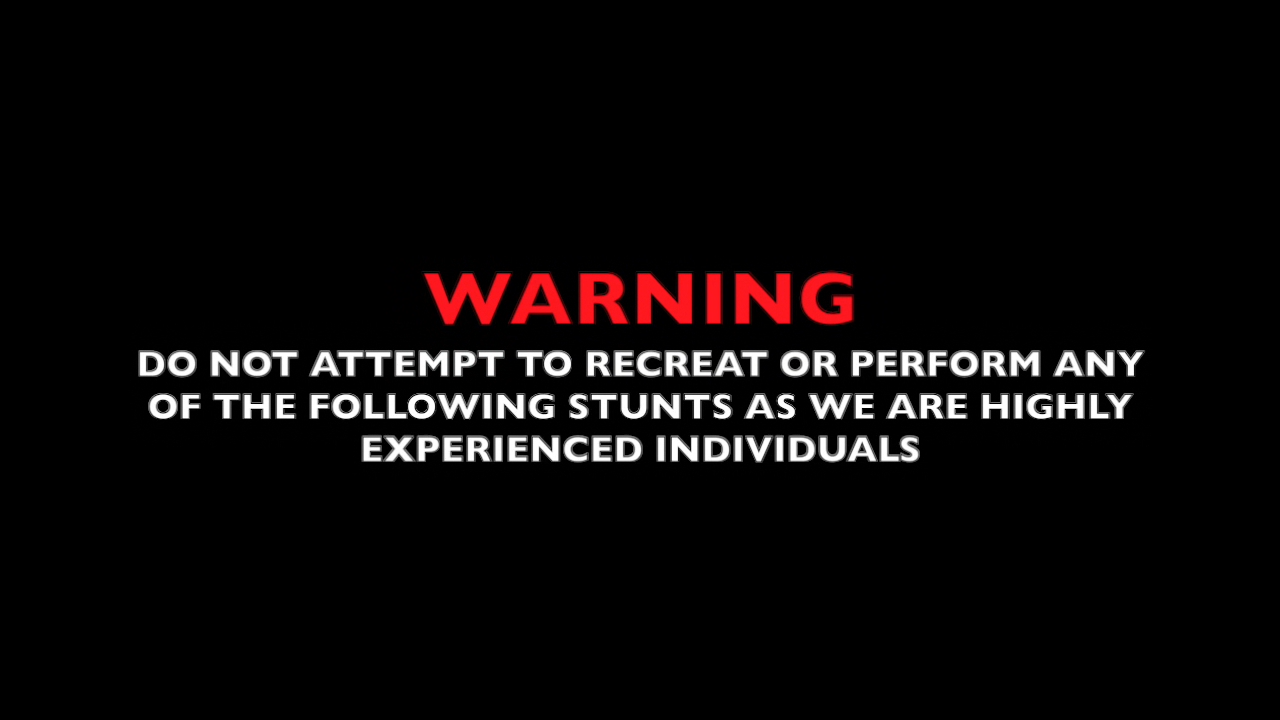 WARNING
DO NOT ATTEMPT TO RECREAT OR PERFORM ANY
OF THE FOLLOWING STUNTS AS WE ARE HIGHLY
EXPERIENCED INDIVIDUALS